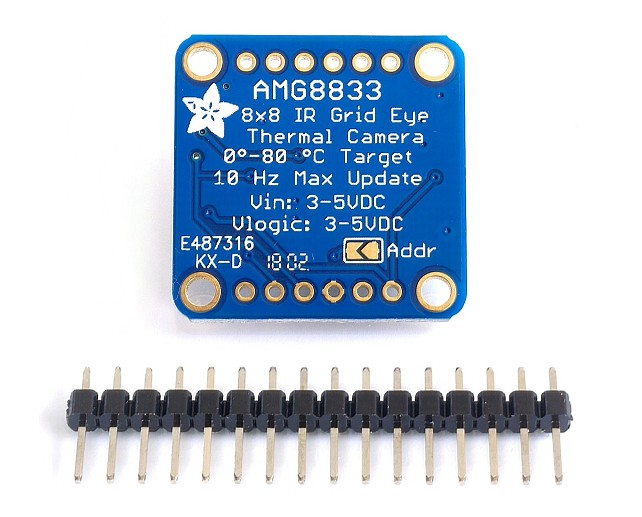 AMG8833
8x8 IR Grid Eye
Thermal Camera
0°-80 °C Target
10 Hz Max Update
Vin: 3-5VDC
Vlogic: 3-5VDC
E487316
KX-D 1802
Addr